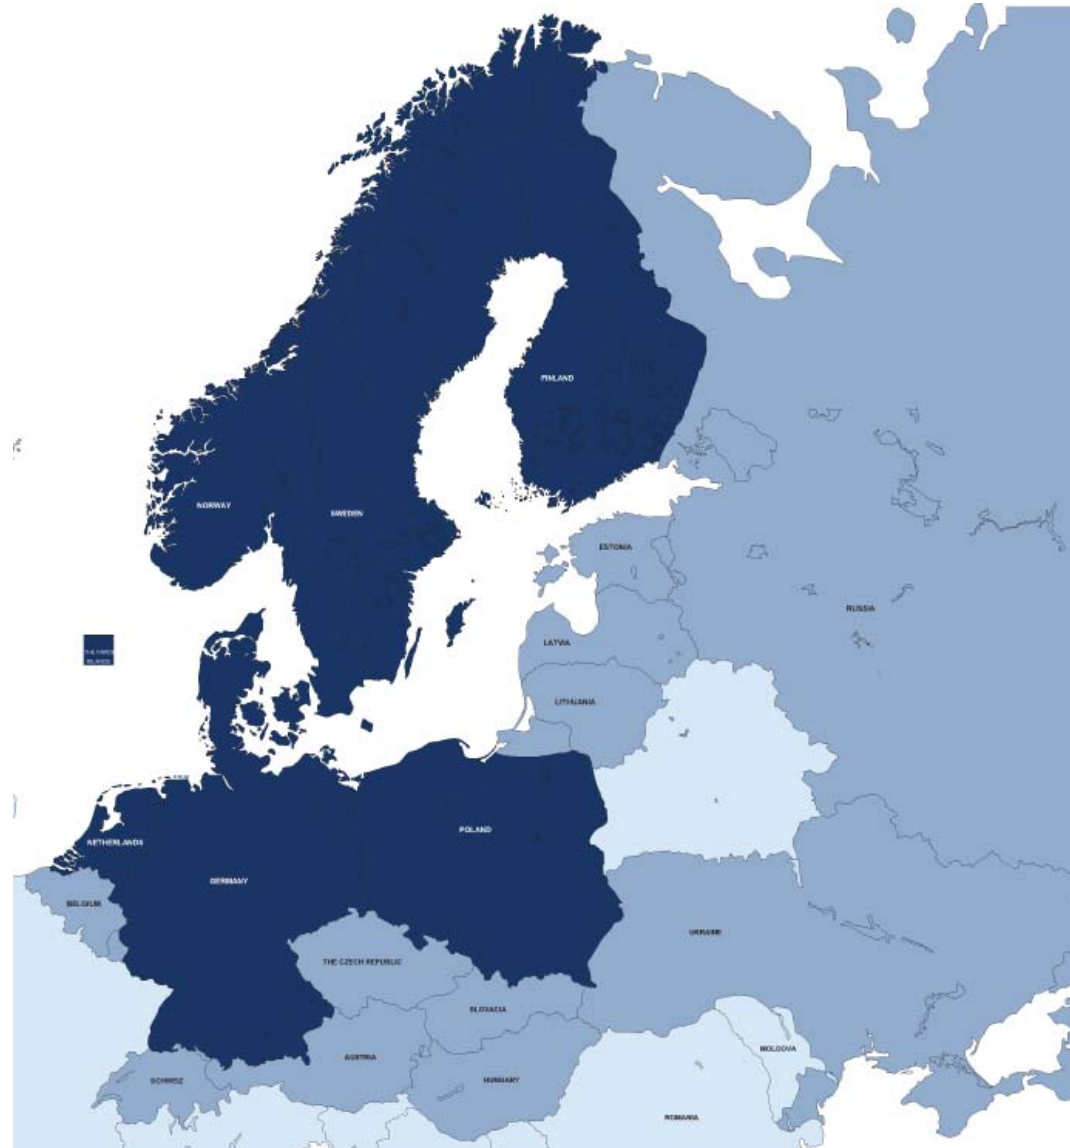 FINLAND
NORWAY
SWEDEN
ESTONIA
RUSSIA
LATVIA
THE FAROE
ISLANDS
LITHUANIA
POLAND
NETHERLANDS
GERMANY
BELGIUM
UKRAINE
THE CZECH REPUBLIC
SLOVACIA
MOLDOVA
AUSTRIA
SCHWEIZ
HUNGARY
ROMANIA